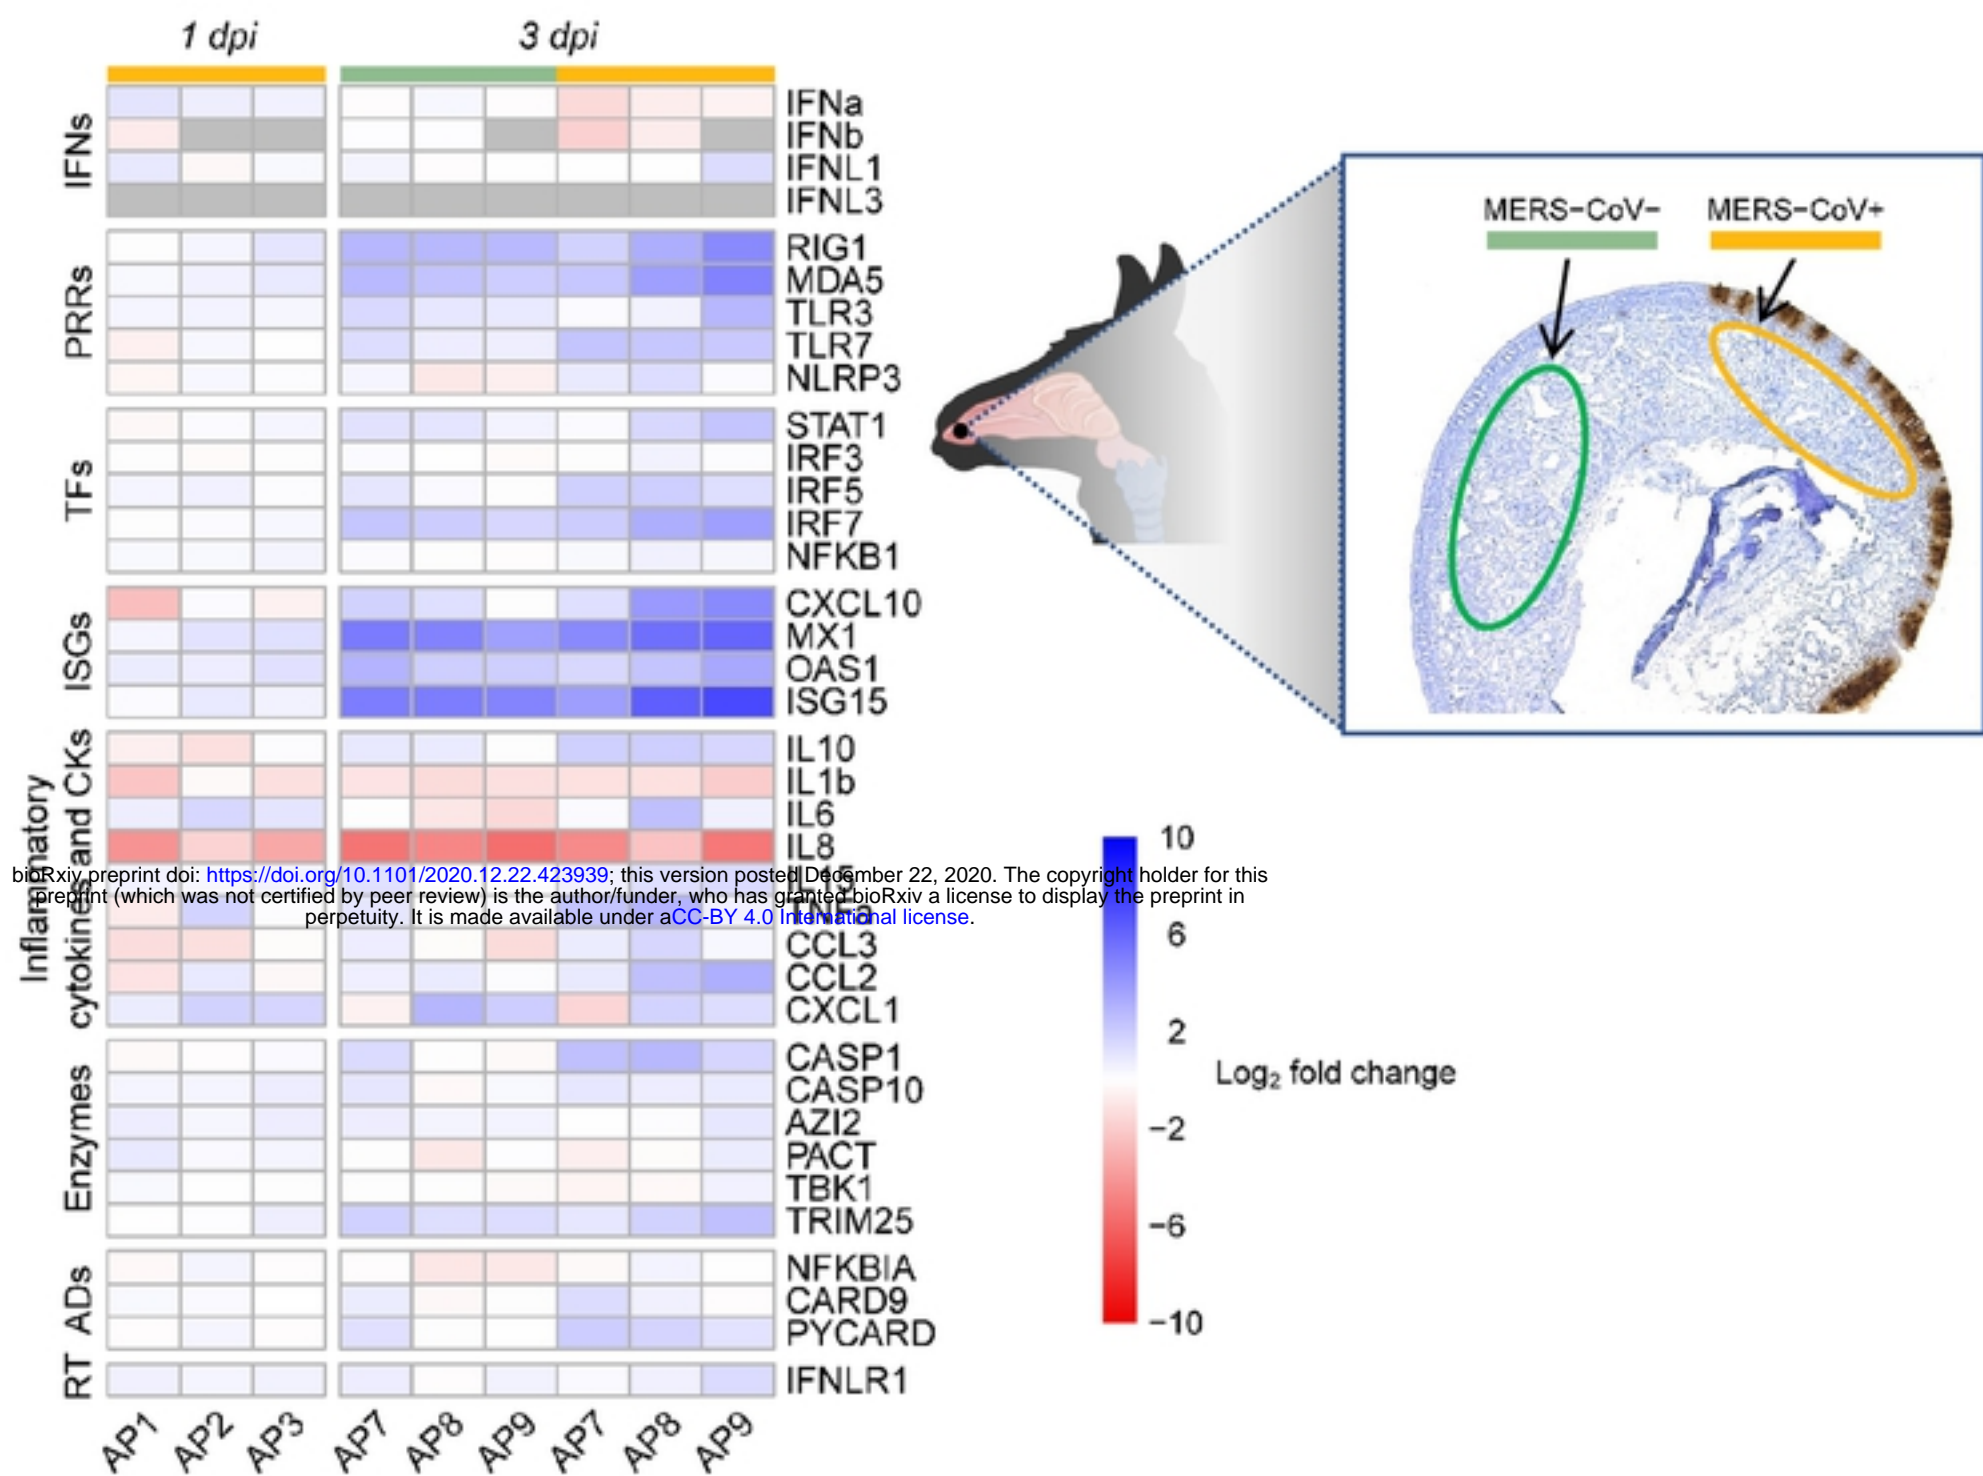 1 dpi
3 dpi
IFNs
IFNa
IFNb
IFNL1
IFNL3
PRRs
RIG1
MDA5
TLR3
TLR7
NLRP3
TFs
STAT1
IRF3
IRF5
IRF7
NFKB1
ISGs
CXCL10
MX1
OAS1
ISG15
Inflammatory
cytokines and CKs
IL10
IL1b
IL6
IL8
IL15
TNFa
CCL3
CCL2
CXCL1
Enzymes
CASP1
CASP10
AZI2
PACT
TBK1
TRIM25
ADs
NFKBIA
CARD9
PYCARD
RT
IFNLR1
AP1 AP2 AP3 AP7 AP8 AP9 AP7 AP8 AP9
MERS-CoV- MERS-CoV+
10
6
2
−2
−6
−10
Log₂ fold change
bioRxiv preprint doi: https://doi.org/10.1101/2020.12.22.423939; this version posted December 22, 2020. The copyright holder for this
preprint (which was not certified by peer review) is the author/funder, who has granted bioRxiv a license to display the preprint in
perpetuity. It is made available under aCC-BY 4.0 International license.